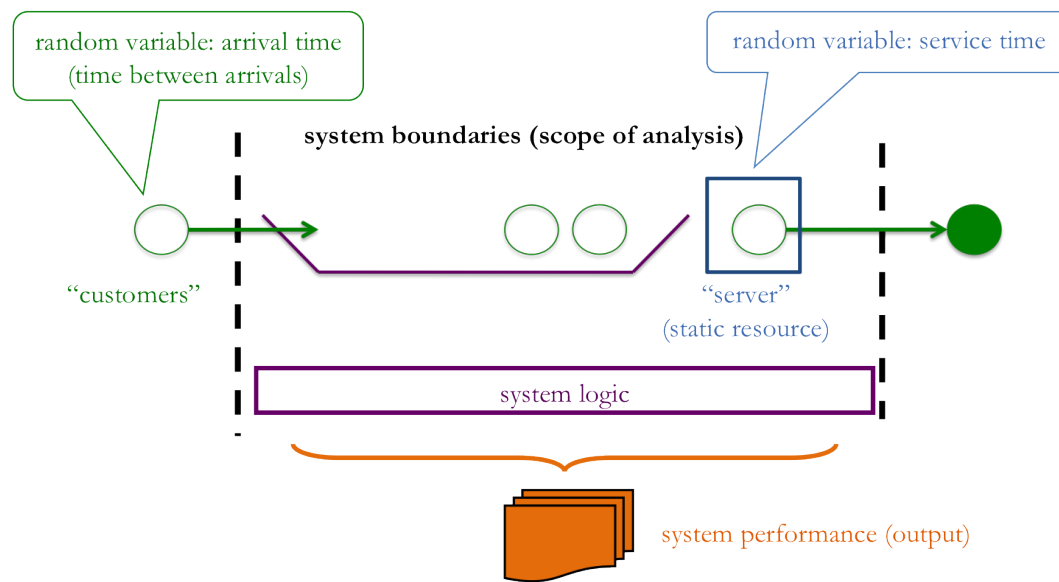 random variable: arrival time
(time between arrivals)
random variable: service time
system boundaries (scope of analysis)
“customers”
“server”
(static resource)
system logic
system performance (output)